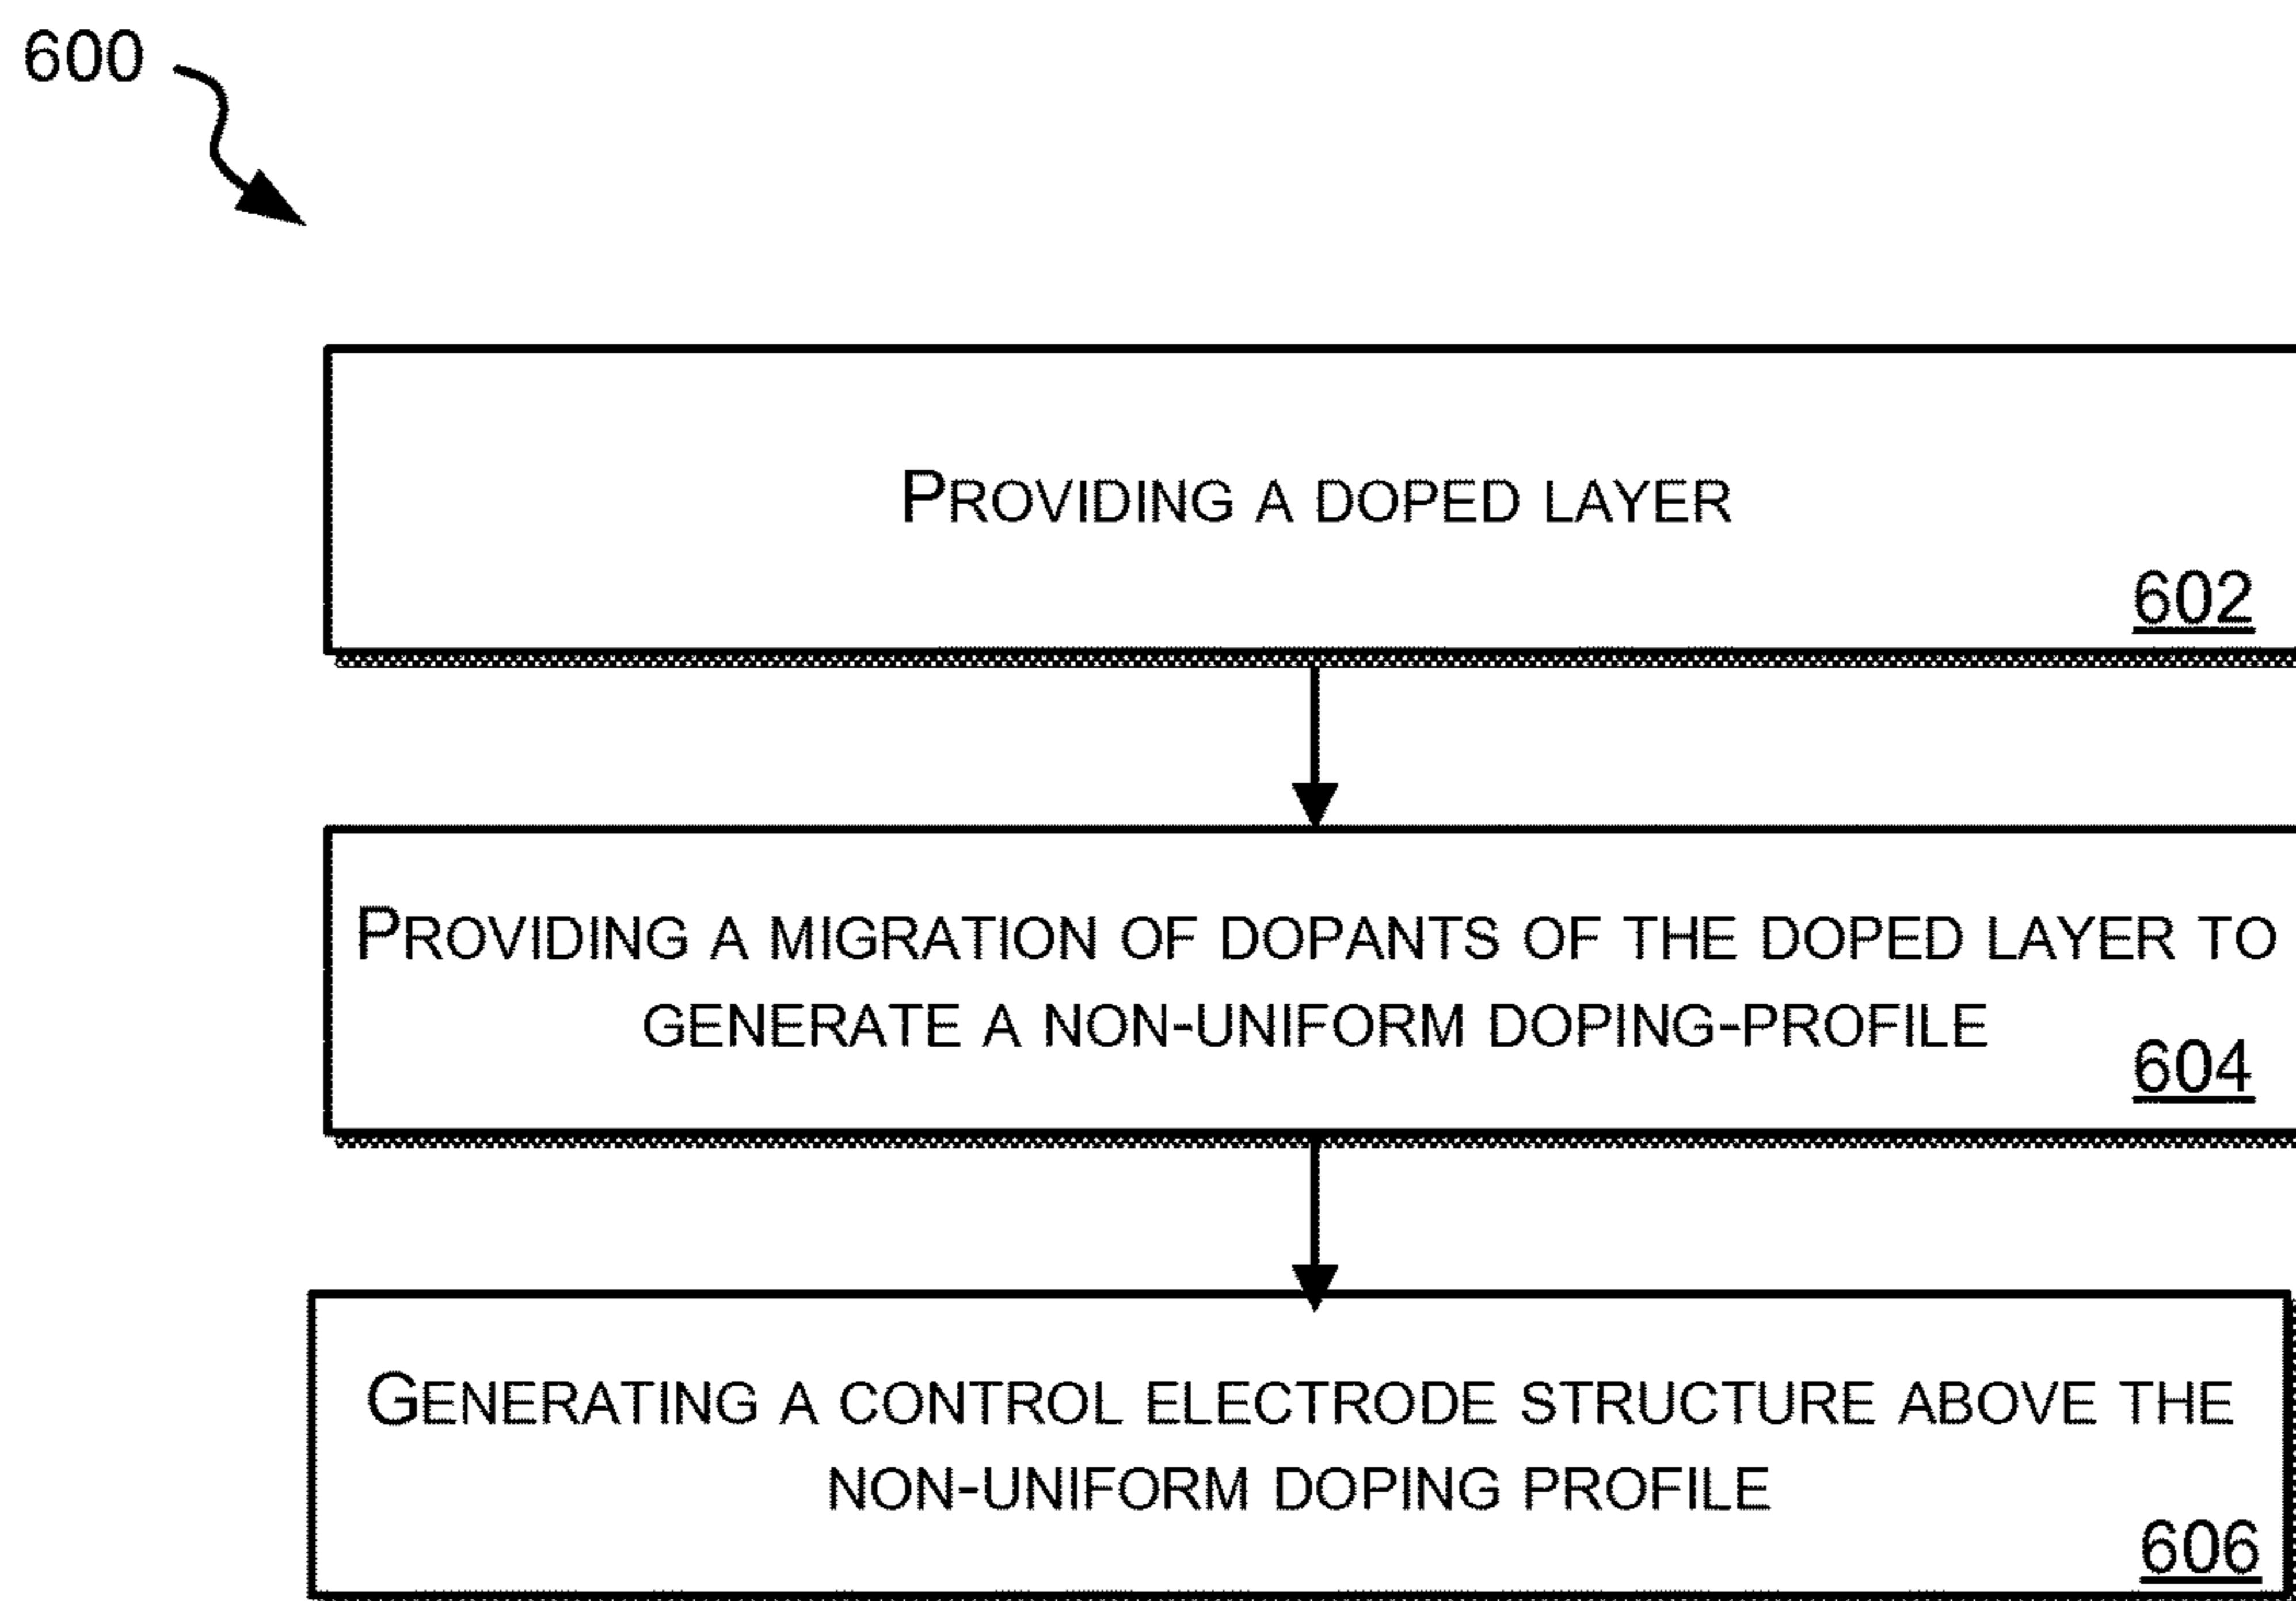 600
PROVIDING A DOPED LAYER
602
PROVIDING A MIGRATION OF DOPANTS OF THE DOPED LAYER TO
GENERATE A NON-UNIFORM DOPING-PROFILE
604
GENERATING A CONTROL ELECTRODE STRUCTURE ABOVE THE
NON-UNIFORM DOPING PROFILE
606